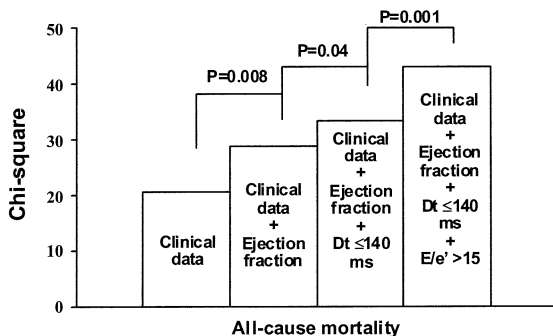 50
40
30
20
10
0
Chi-square
P=0.008
P=0.04
P=0.001
Clinical
data
Clinical
data
+
Ejection
fraction
Clinical
data
+
Ejection
fraction
+
Dt ≤140
ms
Clinical
data
+
Ejection
fraction
+
Dt ≤140
ms
+
E/e' >15
All-cause mortality